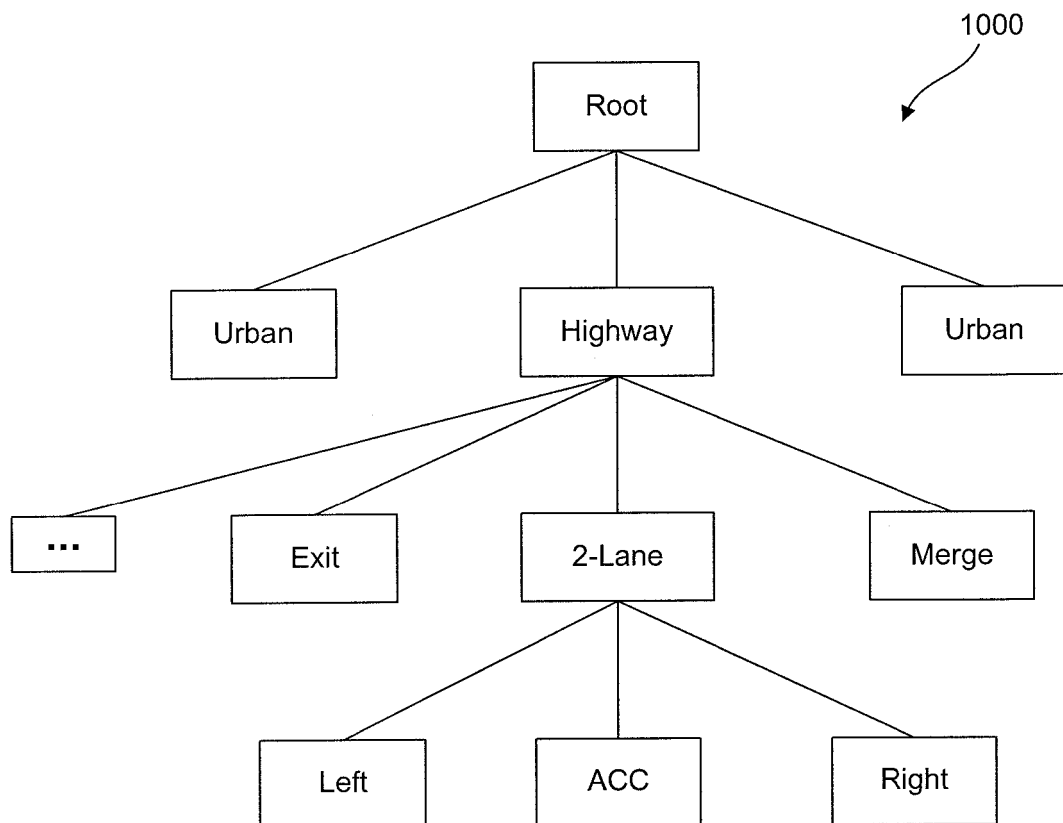 1000
Root
Urban
Highway
Urban
...
Exit
2-Lane
Merge
Left
ACC
Right